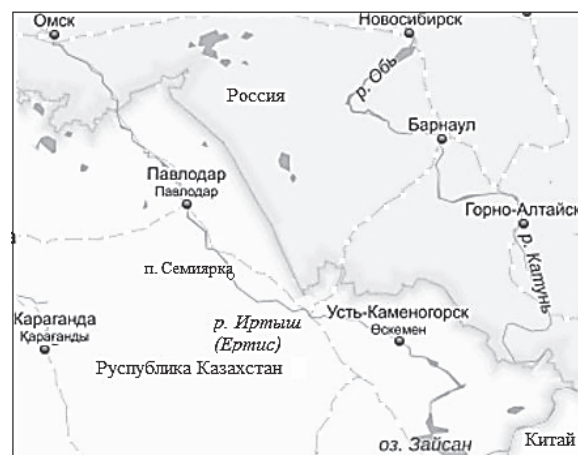 Омск
Новосибирск
р. Обь
Россия
Барнаул
Павлодар
Павлодар
Горно-Алтайск
р. Катунь
п. Семиярка
р. Иртыш
(Ертис)
Усть-Каменогорск
Өскемен
Караганда
Қарағанды
Руспублика Казахстан
оз. Зайсан
Китай